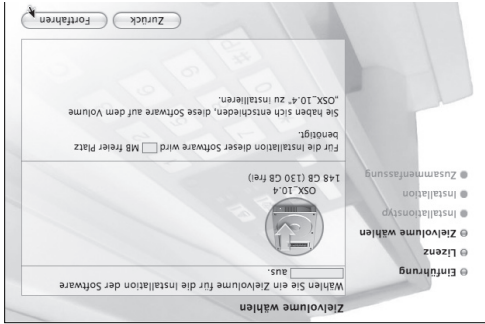 Einführung
Lizenz
Zielvolume wählen
Installationstyp
Installation
Zusammenfassung
Zielvolume wählen
Wählen Sie ein Zielvolume für die Installation der Software
aus.
OSX_10.4
148 GB (130 GB frei)
Für die Installation dieser Software wird MB freier Platz
benötigt.
Sie haben sich entschieden, diese Software auf dem Volume
„OSX_10.4“ zu installieren.
Zurück
Fortfahren